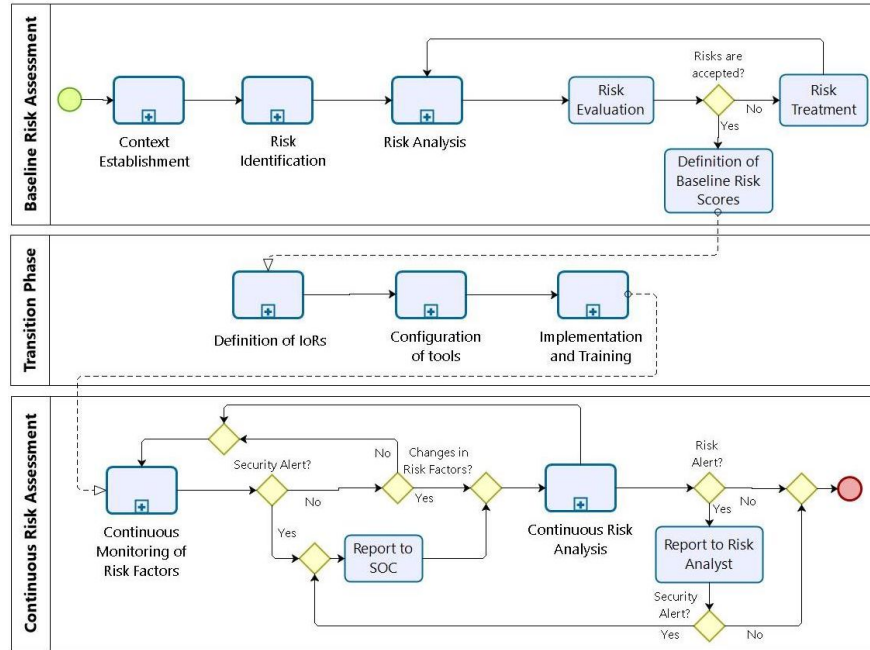 Baseline Risk Assessment
Context
Establishment
Risk
Identification
Risk Analysis
Risk
Evaluation
Risks are
accepted?
No
Yes
Risk
Treatment
Definition of
Baseline Risk
Scores
Transition Phase
Definition of IoRs
Configuration
of tools
Implementation
and Training
Continuous Risk Assessment
Continuous
Monitoring of
Risk Factors
Security Alert?
No
Yes
No
Changes in
Risk Factors?
Yes
Report to
SOC
Continuous Risk
Analysis
Risk
Alert?
No
Yes
Report to Risk
Analyst
Security
Alert?
Yes
No